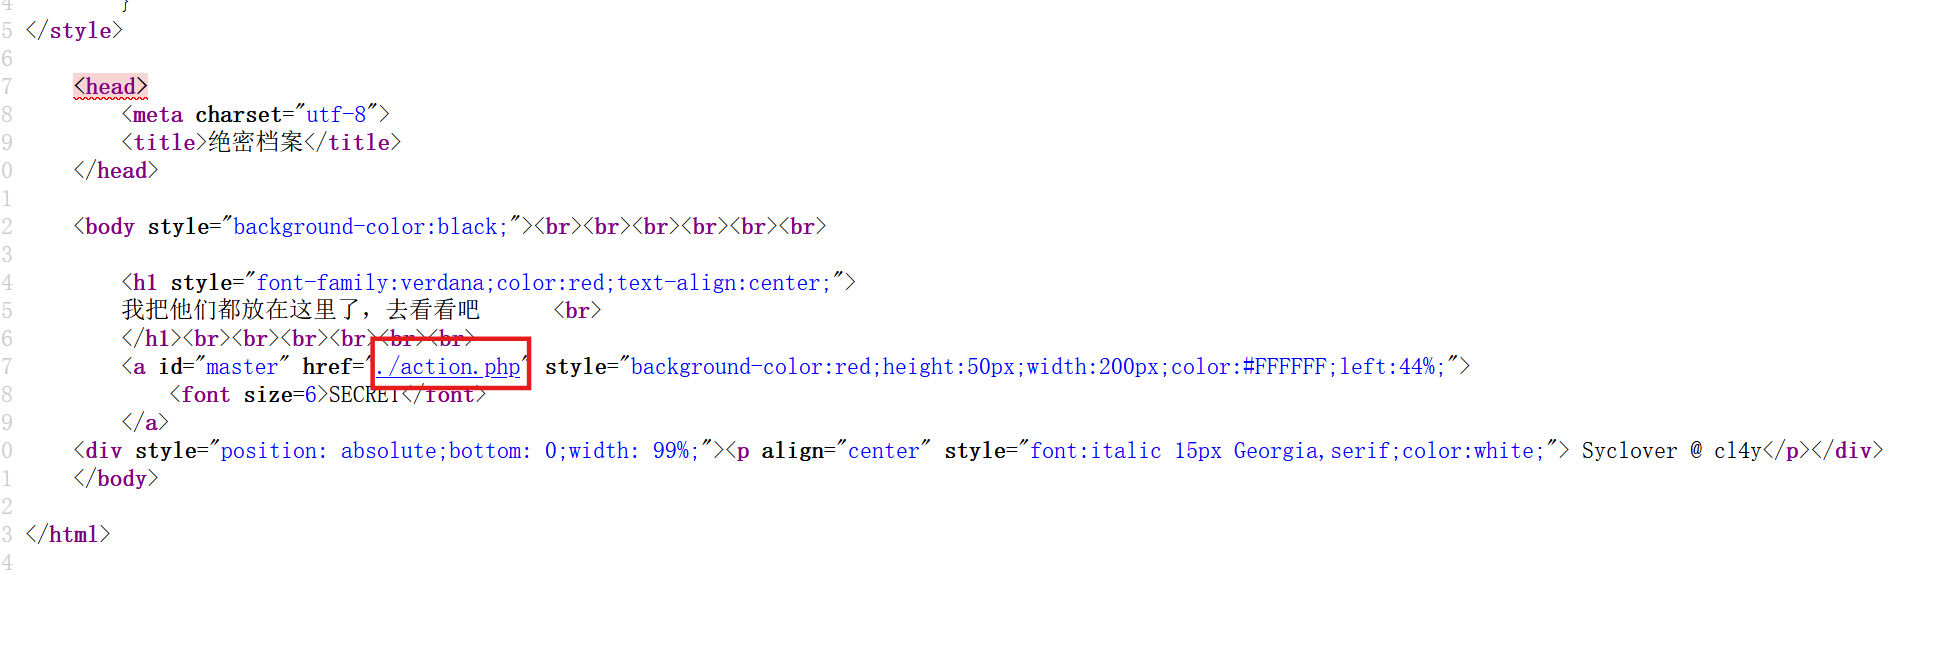 4 }
5 </style>
6
7 <head>
8 <meta charset="utf-8">
9 <title>绝密档案</title>
0 </head>
1
2 <body style="background-color:black;"><br><br><br><br><br><br>
3
4 <h1 style="font-family:verdana;color:red;text-align:center;">
5 我把他们都放在这里了，去看看吧 <br>
6 </h1><br><br><br><br><br><br>
7 <a id="master" href="./action.php" style="background-color:red;height:50px;width:200px;color:#FFFFFF;left:44%;">
8 <font size=6>SECRET</font>
9 </a>
0 <div style="position: absolute;bottom: 0;width: 99%;"><p align="center" style="font:italic 15px Georgia,serif;color:white;"> Syclover @ cl4y</p></div>
1 </body>
2
3 </html>
4